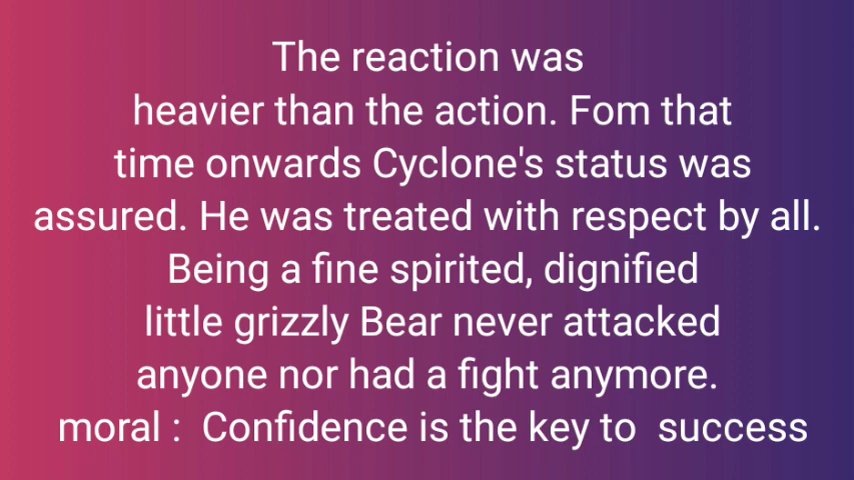 The reaction was
heavier than the action. Fom that
time onwards Cyclone's status was
assured. He was treated with respect by all.
Being a fine spirited, dignified
little grizzly Bear never attacked
anyone nor had a fight anymore.
moral :  Confidence is the key to  success